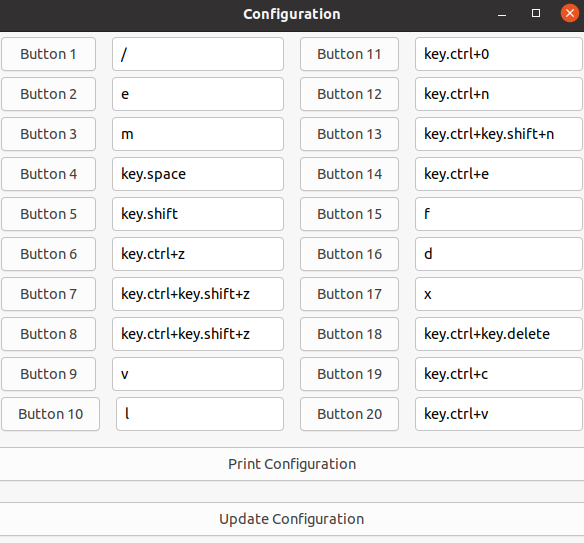 Configuration
Button 1 / Button 11 key.ctrl+0
Button 2 e Button 12 key.ctrl+n
Button 3 m Button 13 key.ctrl+key.shift+n
Button 4 key.space Button 14 key.ctrl+e
Button 5 key.shift Button 15 f
Button 6 key.ctrl+z Button 16 d
Button 7 key.ctrl+key.shift+z Button 17 x
Button 8 key.ctrl+key.shift+z Button 18 key.ctrl+key.delete
Button 9 v Button 19 key.ctrl+c
Button 10 l Button 20 key.ctrl+v
Print Configuration
Update Configuration